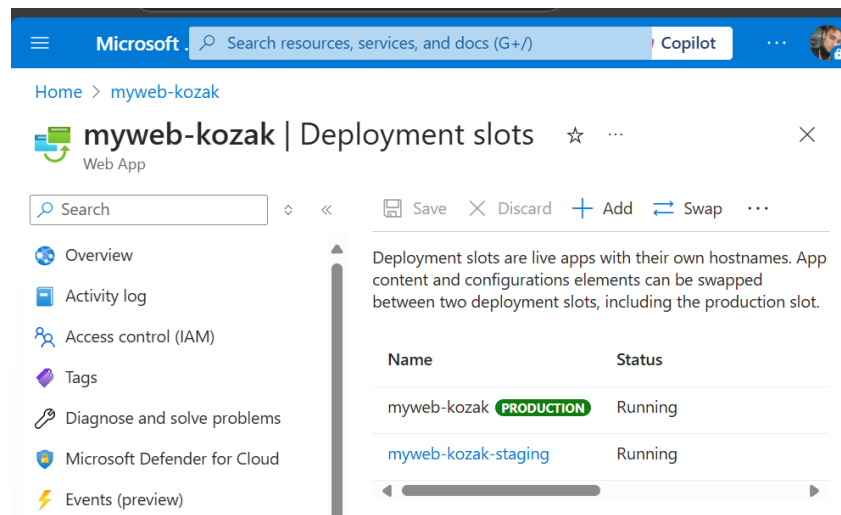 Microsoft .
Search resources, services, and docs (G+/)
Copilot
...
Home > myweb-kozak
myweb-kozak | Deployment slots
...
Web App
Search
Save
Discard
Add
Swap
...
Overview
Activity log
Access control (IAM)
Tags
Diagnose and solve problems
Microsoft Defender for Cloud
Events (preview)
Deployment slots are live apps with their own hostnames. App
content and configurations elements can be swapped
between two deployment slots, including the production slot.
Name Status
myweb-kozak PRODUCTION Running
myweb-kozak-staging Running